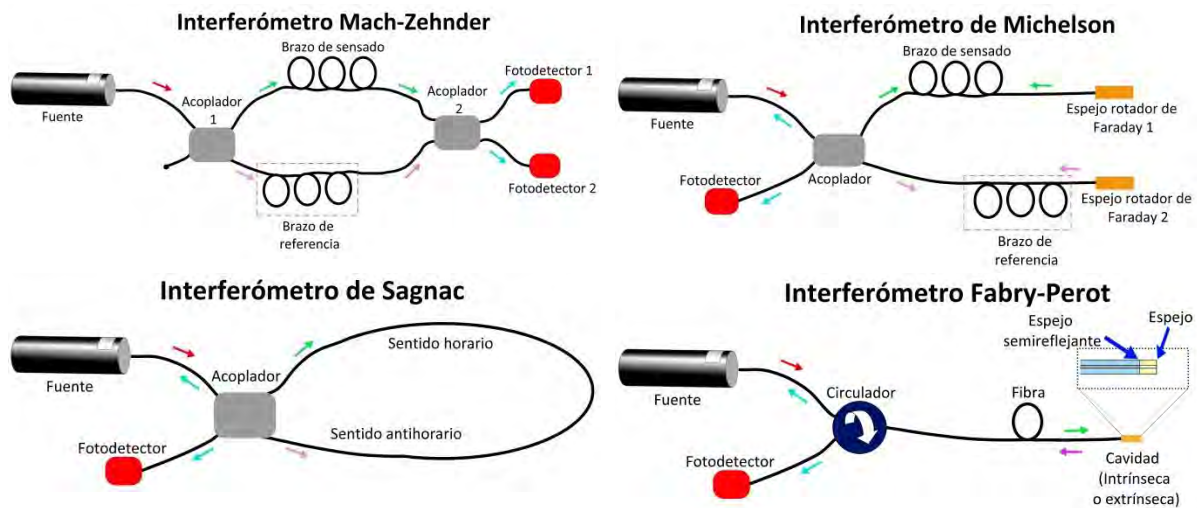 Interferómetro Mach-Zehnder
Brazo de sensado
Fotodetector 1
Acoplador
1
Acoplador
2
Fuente
Fotodetector 2
Brazo de
referencia
Interferómetro de Michelson
Brazo de sensado
Fuente
Espejo rotador de
Faraday 1
Fotodetector
Acoplador
Espejo rotador de
Faraday 2
Brazo de
referencia
Interferómetro de Sagnac
Sentido horario
Fuente
Acoplador
Sentido antihorario
Fotodetector
Interferómetro Fabry-Perot
Espejo
semireflejante
Espejo
Fuente
Circulador
Fibra
Fotodetector
Cavidad
(Intrínseca
o extrínseca)